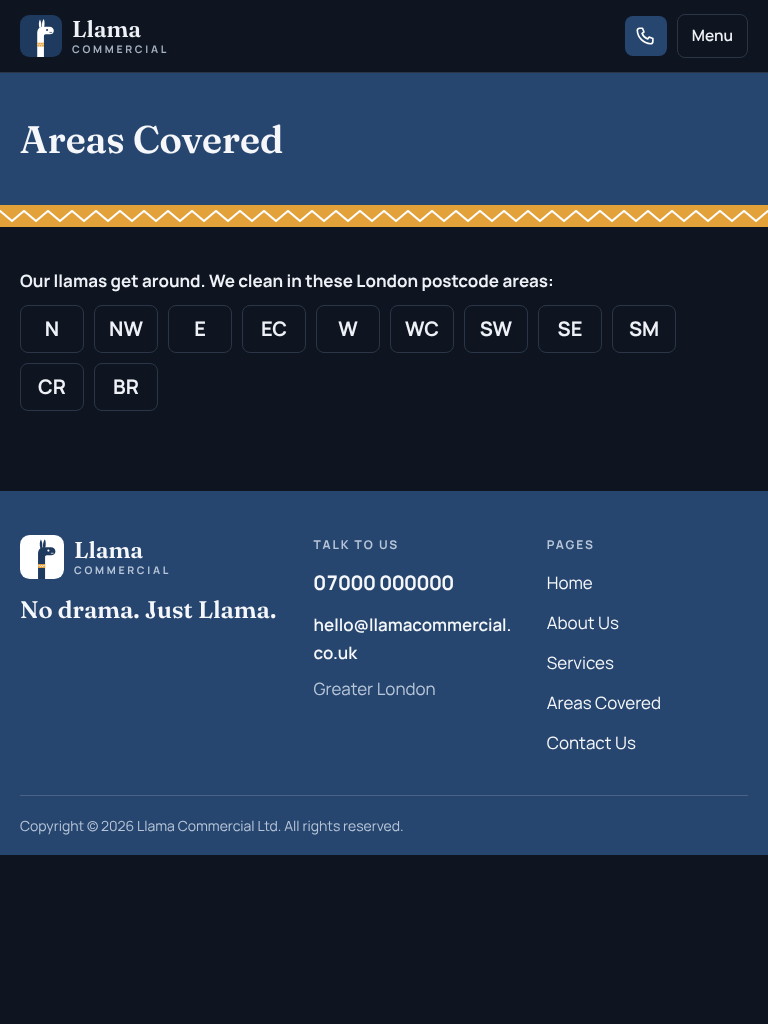 Llama
COMMERCIAL
Menu
Areas Covered
Our llamas get around. We clean in these London postcode areas:
N NW E EC W WC SW SE SM
CR BR
Llama
COMMERCIAL
No drama. Just Llama.
TALK TO US
07000 000000
hello@llamacommercial.
co.uk
Greater London
PAGES
Home
About Us
Services
Areas Covered
Contact Us
Copyright © 2026 Llama Commercial Ltd. All rights reserved.